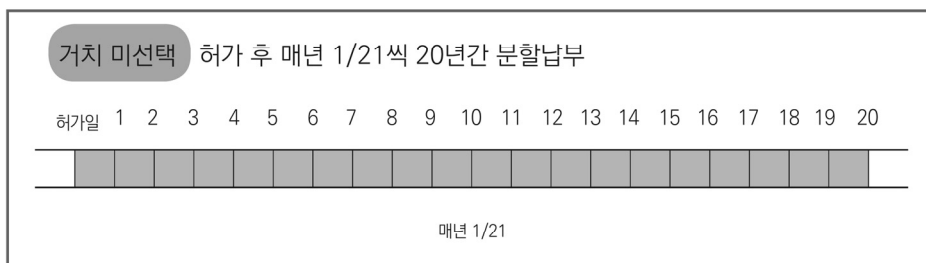 거치 미선택 허가 후 매년 1/21씩 20년간 분할납부
허가일 1 2 3 4 5 6 7 8 9 10 11 12 13 14 15 16 17 18 19 20
매년 1/21